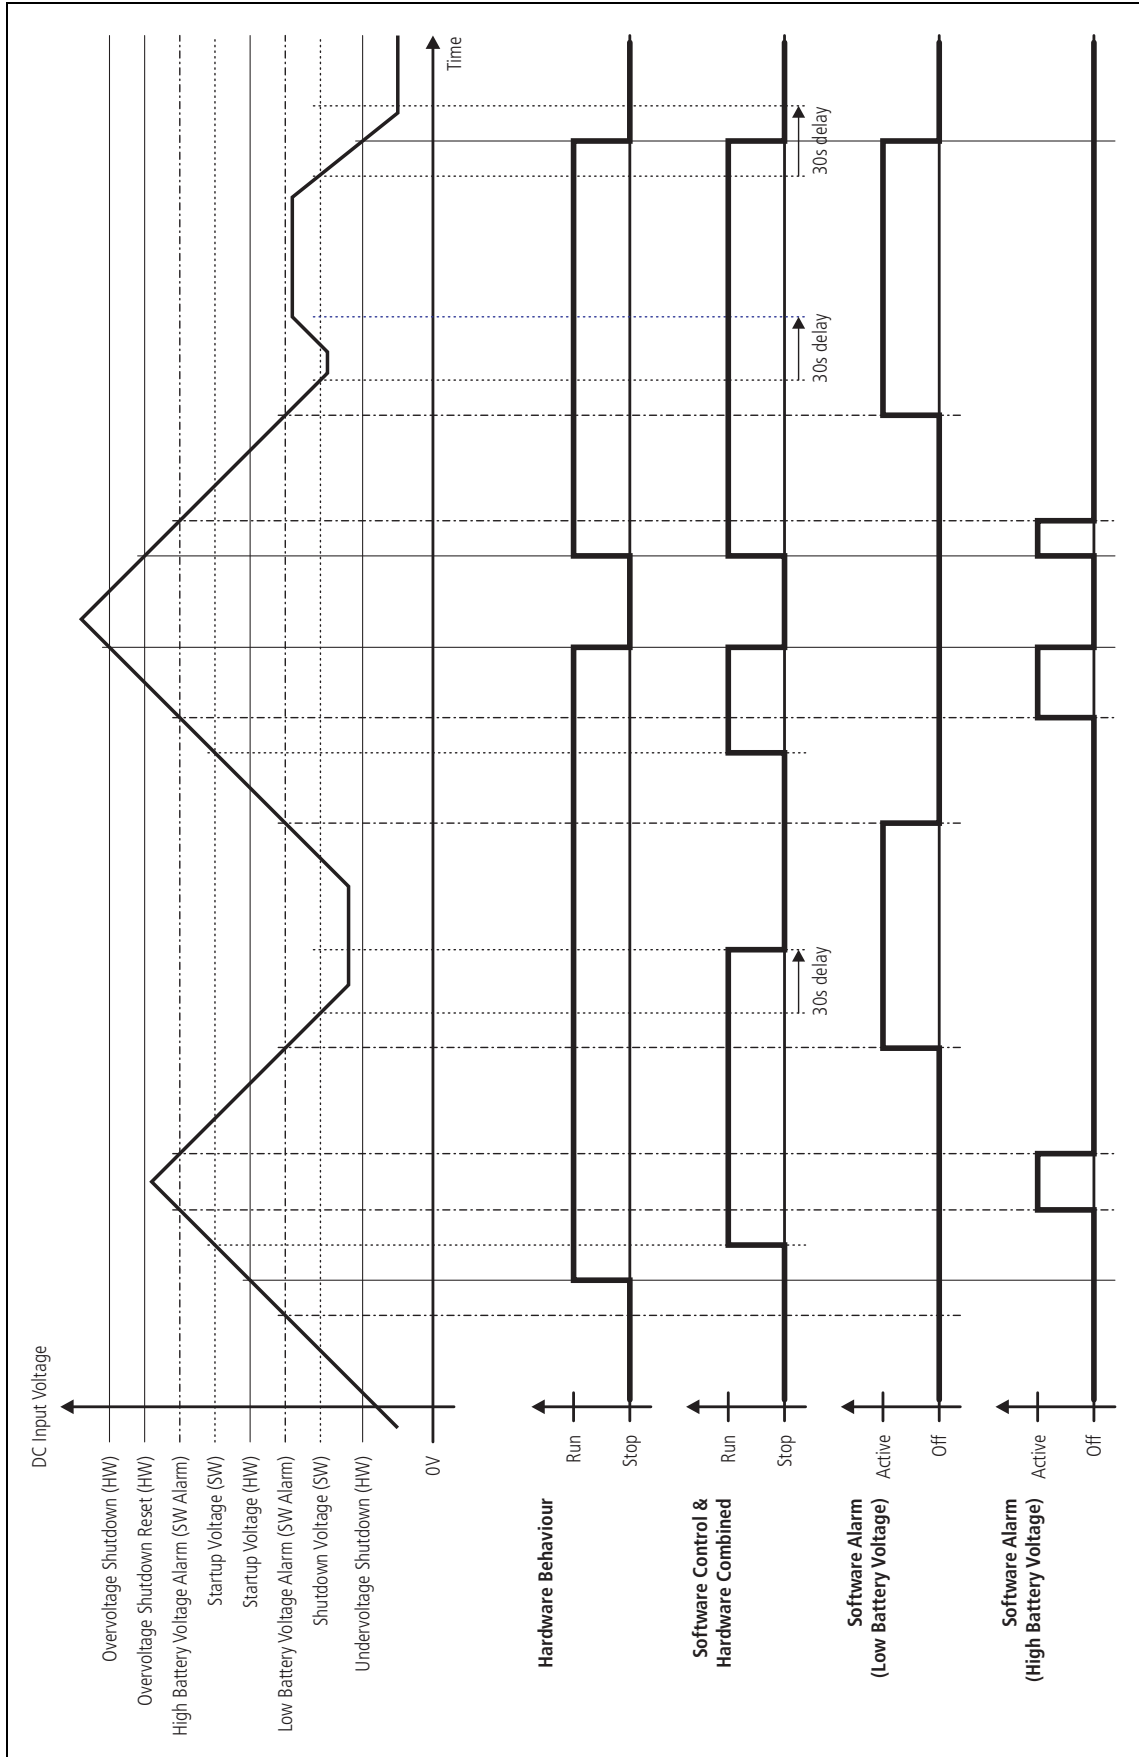 DC Input Voltage
Overvoltage Shutdown (HW)
Overvoltage Shutdown Reset (HW)
High Battery Voltage Alarm (SW Alarm)
Startup Voltage (SW)
Startup Voltage (HW)
Low Battery Voltage Alarm (SW Alarm)
Shutdown Voltage (SW)
Undervoltage Shutdown (HW)
0V
Time
Hardware Behaviour
Run
Stop
Software Control &
Hardware Combined
Run
Stop
30s delay
30s delay
30s delay
Software Alarm
(Low Battery Voltage)
Active
Off
Software Alarm
(High Battery Voltage)
Active
Off